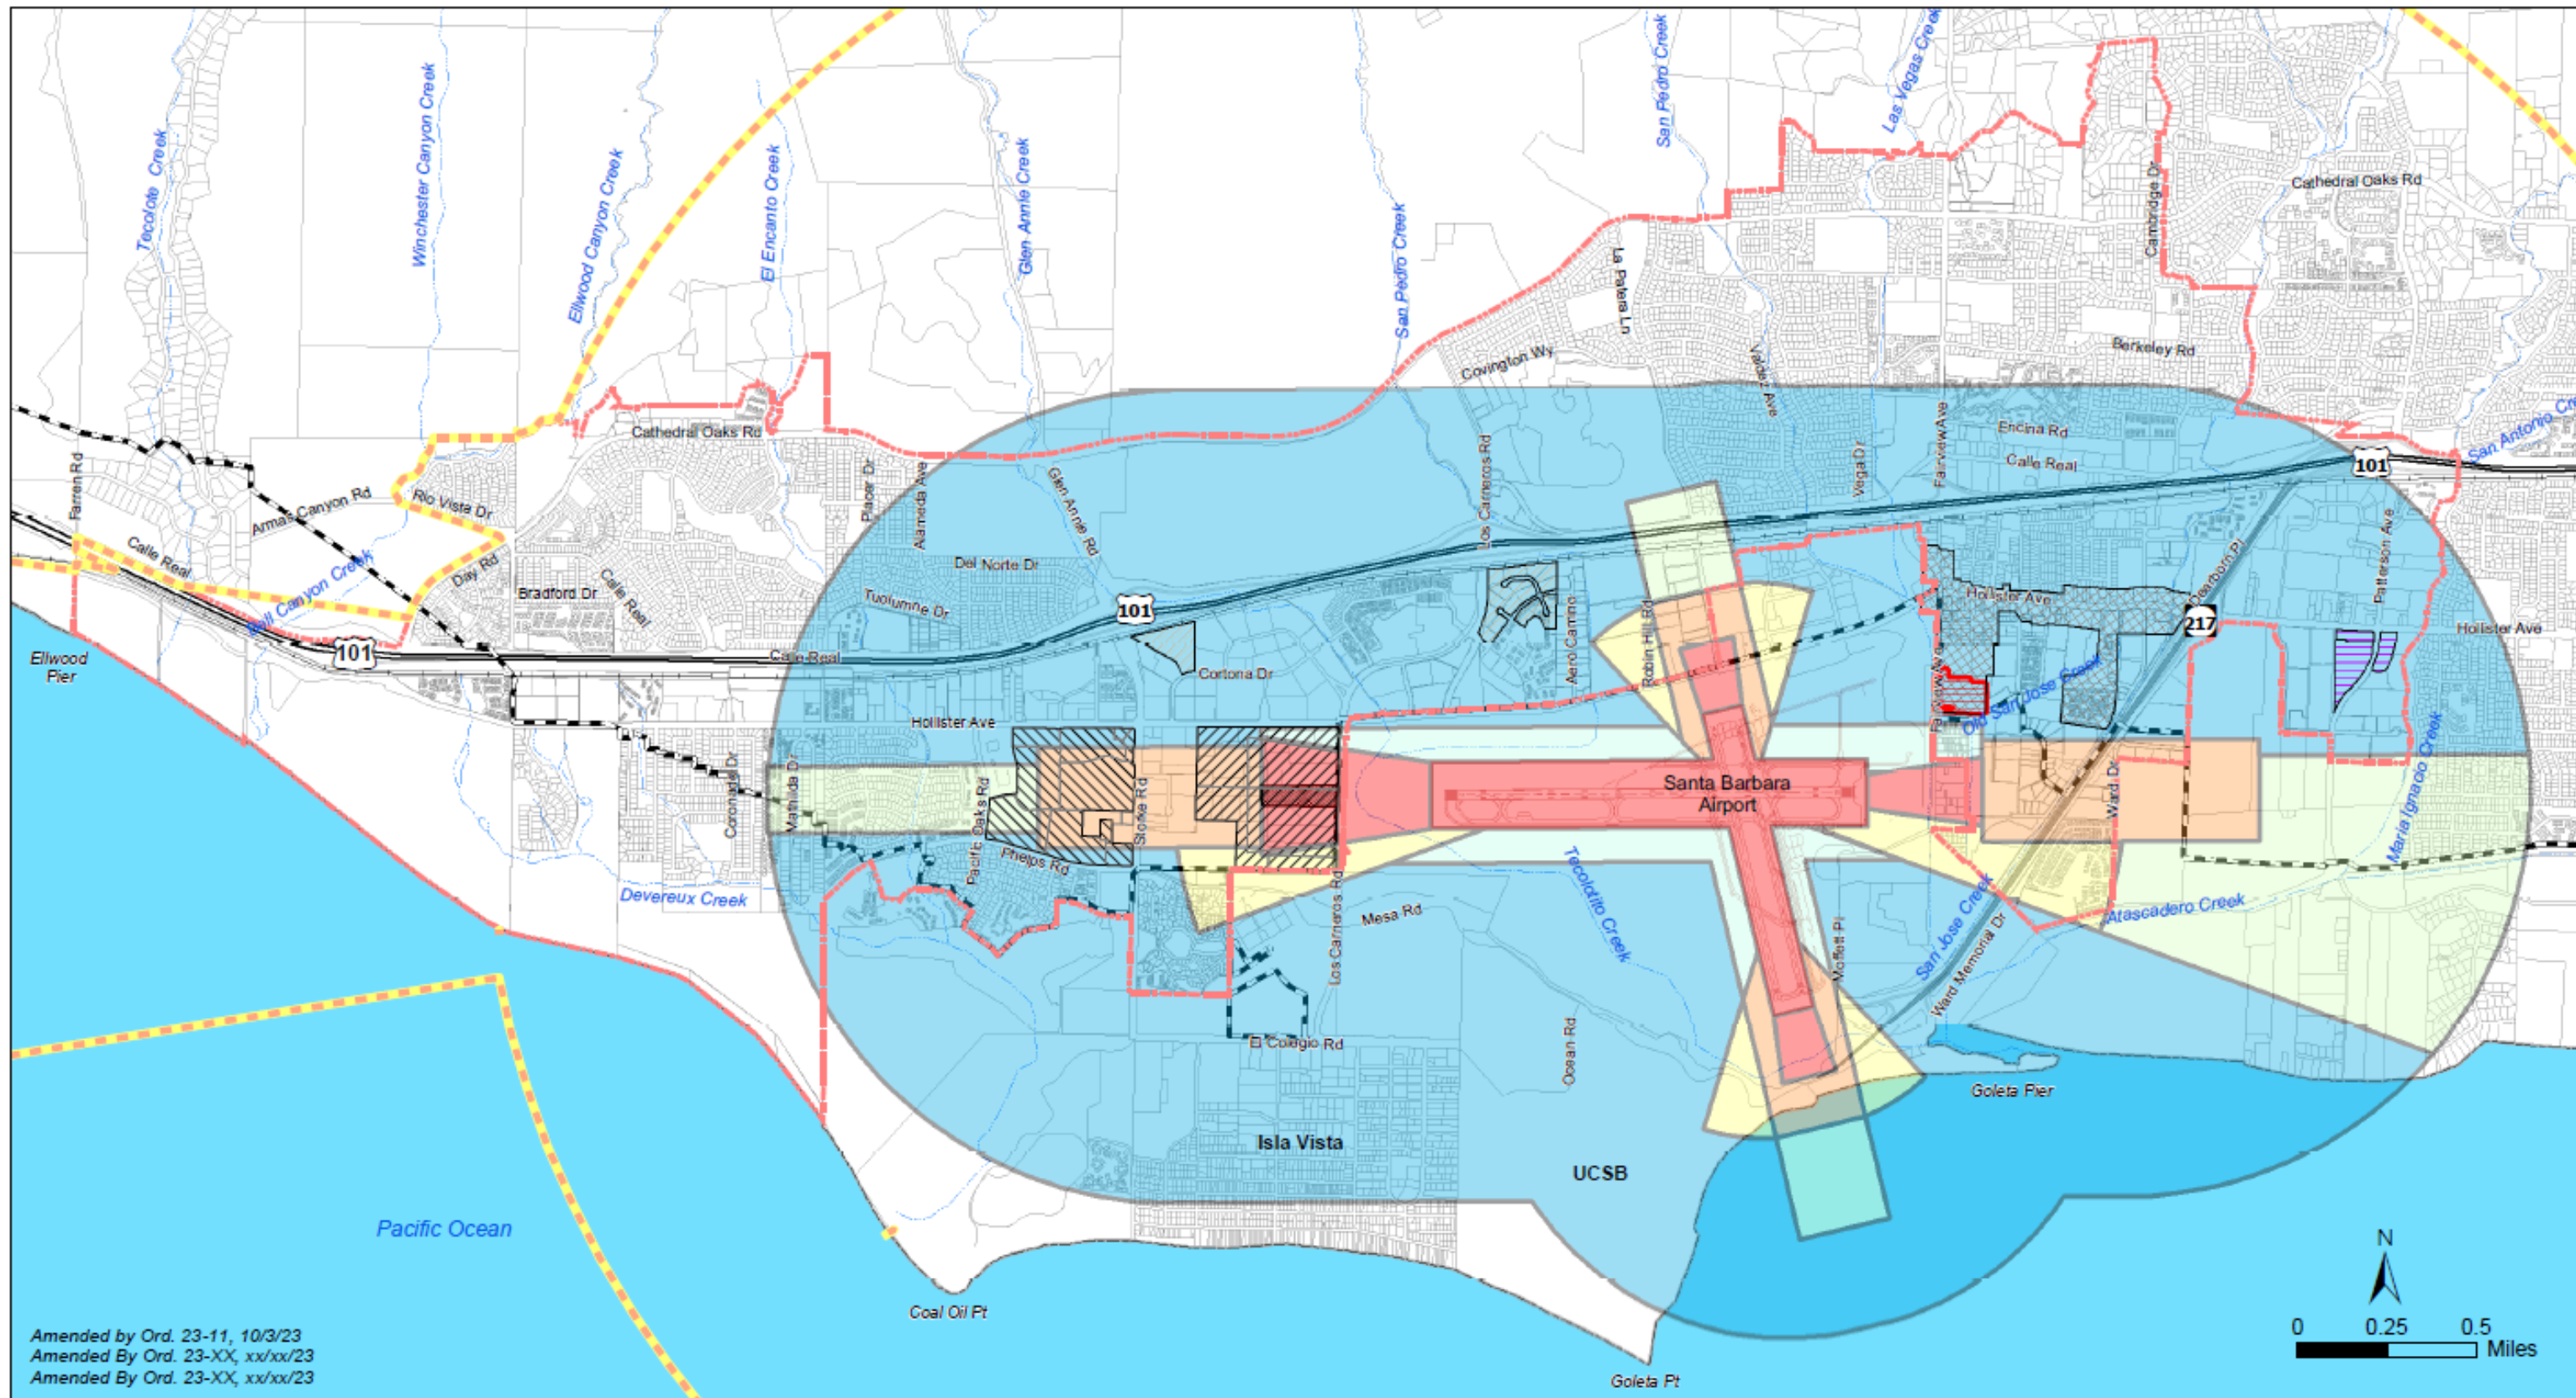 Tecolote Creek
Winchester Canyon Creek
Ellwood Canyon Creek
El Encanto Creek
Glen Annie Creek
San Pedro Creek
San Pedro Creek
Las Vegas Creek
Cathedral Oaks Rd
Cambridge Dr
Berkeley Rd
La Patera Ln
Covington Wy
Valdez Ave
Cathedral Oaks Rd
Farren Rd
Armas Canyon Rd
Rio Vista Dr
Placer Dr
Alameda Ave
Glen Annie Rd
Los Carneros Rd
Vega Dr
Fairview Ave
Encina Rd
Calle Real
101
San Antonio Cre
Calle Real
Bell Canyon Creek
Day Rd
Bradford Dr
Calle Real
Del Norte Dr
Tuolumne Dr
101
Aero Camino
Robin Hill Rd
Hollister Ave
Dearborn Pl
217
Patterson Ave
Hollister Ave
Ellwood
Pier
101
Calle Real
Cortona Dr
Fairview Ave
Old San Jose Creek
Hollister Ave
Coronado Dr
Mathilda Dr
Pacific Oaks Rd
Storke Rd
Santa Barbara
Airport
Ward Dr
Maria Ignacio Creek
Phelps Rd
Devereux Creek
Los Carneros Rd
Mesa Rd
Tecolotito Creek
Moffett Pl
San Jose Creek
Ward Memorial Dr
Atascadero Creek
El Colegio Rd
Ocean Rd
Goleta Pier
Isla Vista
UCSB
Pacific Ocean
Coal Oil Pt
Goleta Pt
N
0 0.25 0.5
Miles
Amended by Ord. 23-11, 10/3/23
Amended By Ord. 23-XX, xx/xx/23
Amended By Ord. 23-XX, xx/xx/23